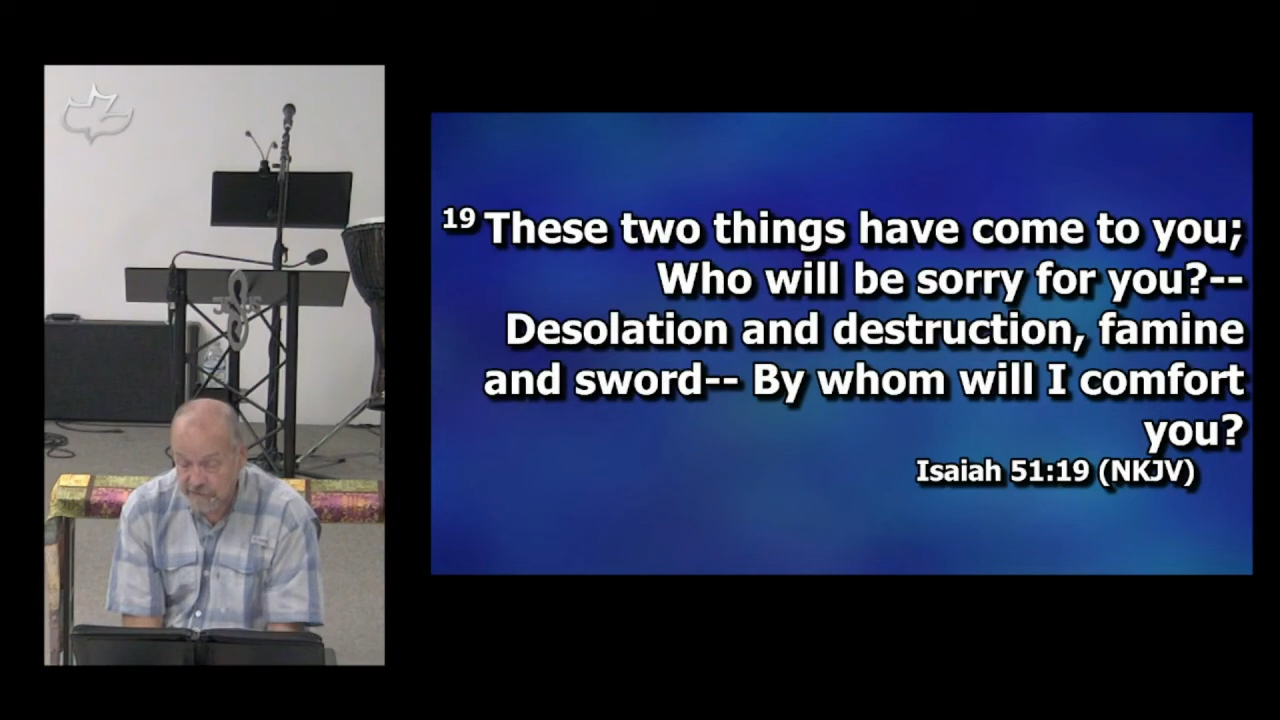 19 These two things have come to you;
Who will be sorry for you?--
Desolation and destruction, famine
and sword-- By whom will I comfort
you?
Isaiah 51:19 (NKJV)